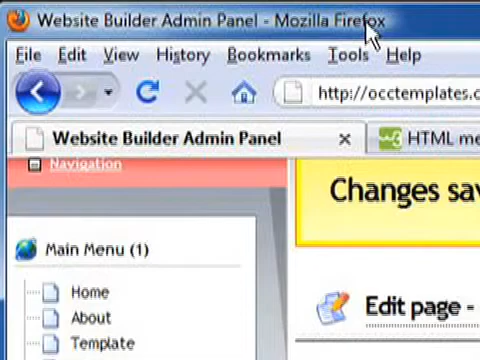 Website Builder Admin Panel - Mozilla Firefox
File Edit View History Bookmarks Tools Help
http://occtemplates.c
Website Builder Admin Panel HTML me
Navigation
Changes sav
Main Menu (1)
Edit page -
Home
About
Template